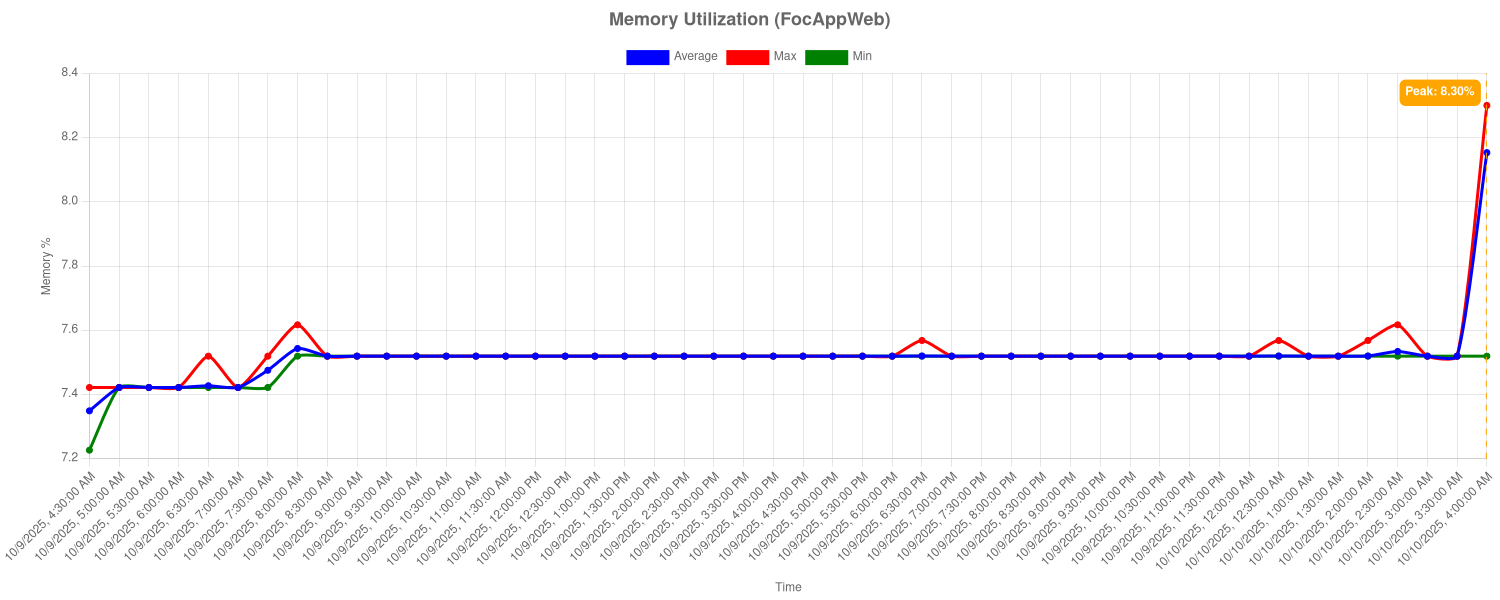 Memory Utilization (FocAppWeb)
Average Max Min
Peak: 8.30%
8.4
8.2
8.0
7.8
7.6
7.4
7.2
Memory %
10/9/2025, 4:30:00 AM
10/9/2025, 5:00:00 AM
10/9/2025, 5:30:00 AM
10/9/2025, 6:00:00 AM
10/9/2025, 6:30:00 AM
10/9/2025, 7:00:00 AM
10/9/2025, 7:30:00 AM
10/9/2025, 8:00:00 AM
10/9/2025, 8:30:00 AM
10/9/2025, 9:00:00 AM
10/9/2025, 9:30:00 AM
10/9/2025, 10:00:00 AM
10/9/2025, 10:30:00 AM
10/9/2025, 11:00:00 AM
10/9/2025, 11:30:00 AM
10/9/2025, 12:00:00 PM
10/9/2025, 12:30:00 PM
10/9/2025, 1:00:00 PM
10/9/2025, 1:30:00 PM
10/9/2025, 2:00:00 PM
10/9/2025, 2:30:00 PM
10/9/2025, 3:00:00 PM
10/9/2025, 3:30:00 PM
10/9/2025, 4:00:00 PM
10/9/2025, 4:30:00 PM
10/9/2025, 5:00:00 PM
10/9/2025, 5:30:00 PM
10/9/2025, 6:00:00 PM
10/9/2025, 6:30:00 PM
10/9/2025, 7:00:00 PM
10/9/2025, 7:30:00 PM
10/9/2025, 8:00:00 PM
10/9/2025, 8:30:00 PM
10/9/2025, 9:00:00 PM
10/9/2025, 9:30:00 PM
10/9/2025, 10:00:00 PM
10/9/2025, 10:30:00 PM
10/9/2025, 11:00:00 PM
10/9/2025, 11:30:00 PM
10/10/2025, 12:00:00 AM
10/10/2025, 12:30:00 AM
10/10/2025, 1:00:00 AM
10/10/2025, 1:30:00 AM
10/10/2025, 2:00:00 AM
10/10/2025, 2:30:00 AM
10/10/2025, 3:00:00 AM
10/10/2025, 3:30:00 AM
10/10/2025, 4:00:00 AM
Time